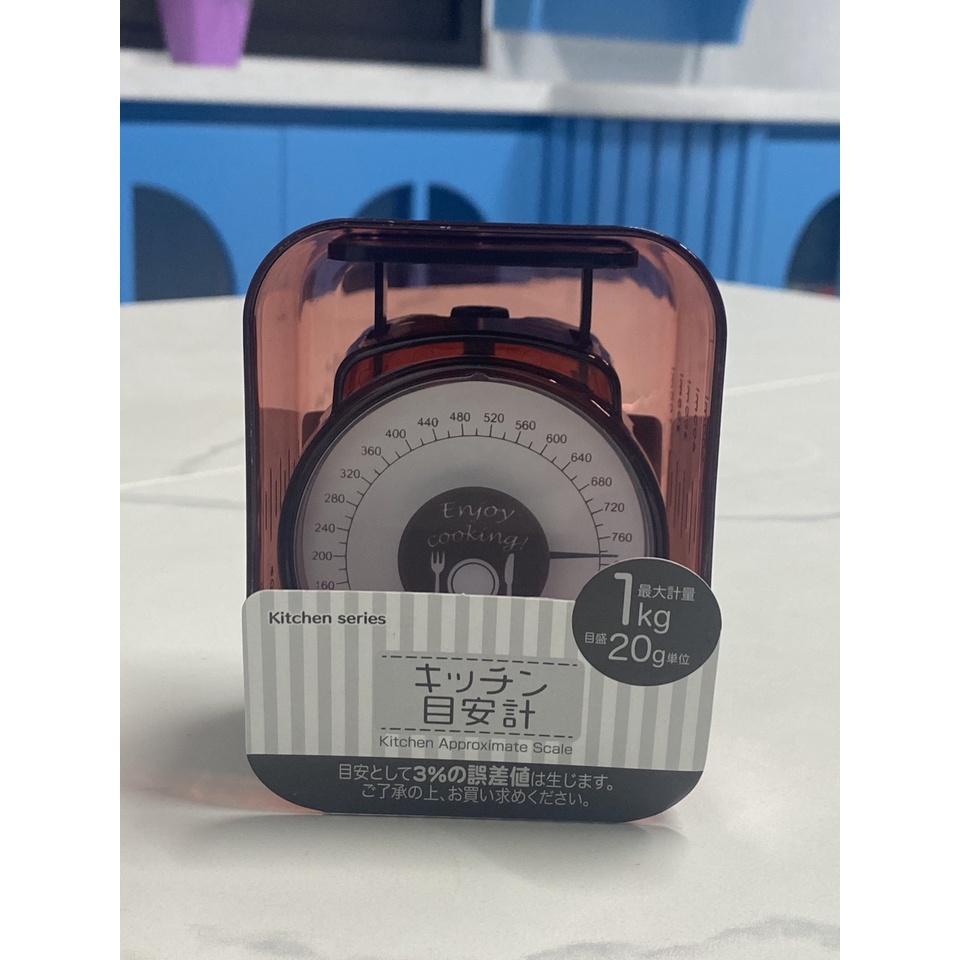 480
520
440
560
400
600
360
640
320
680
280
720
240
760
200
160
Enjoy
cooking!
Kitchen series
最大計量
1kg
目盛20g単位
キッチン
目安計
Kitchen Approximate Scale
目安として3%の誤差値は生じます。
ご了承の上、お買い求めください。